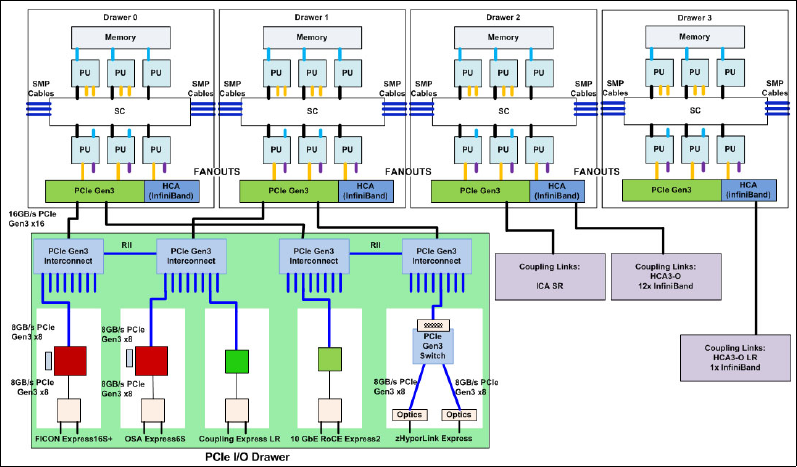 Drawer 0
Drawer 1
Drawer 2
Drawer 3
Memory
Memory
Memory
Memory
PU
PU
PU
PU
PU
PU
PU
PU
PU
PU
PU
PU
SMP
Cables
SC
SMP
Cables
SC
SMP
Cables
SC
SMP
Cables
SC
PU
PU
PU
PU
PU
PU
PU
PU
PU
PU
PU
PU
FANOUTS
FANOUTS
FANOUTS
PCIe Gen3
HCA
(InfiniBand)
PCIe Gen3
HCA
(InfiniBand)
PCIe Gen3
HCA
(InfiniBand)
PCIe Gen3
HCA
(InfiniBand)
16GB/s PCIe
Gen3 x16
PCIe Gen3
Interconnect
RII
PCIe Gen3
Interconnect
PCIe Gen3
Interconnect
RII
PCIe Gen3
Interconnect
Coupling Links:
ICA SR
Coupling Links:
HCA3-O
12x InfiniBand
Coupling Links:
HCA3-O LR
1x InfiniBand
8GB/s PCIe
Gen3 x8
8GB/s PCIe
Gen3 x8
PCIe
Gen3
Switch
8GB/s PCIe
Gen3 x8
8GB/s PCIe
Gen3 x8
8GB/s PCIe
Gen3 x8
8GB/s PCIe
Gen3 x8
Optics
Optics
FICON Express16S+
OSA Express6S
Coupling Express LR
10 GbE RoCE Express2
zHyperLink Express
PCIe I/O Drawer